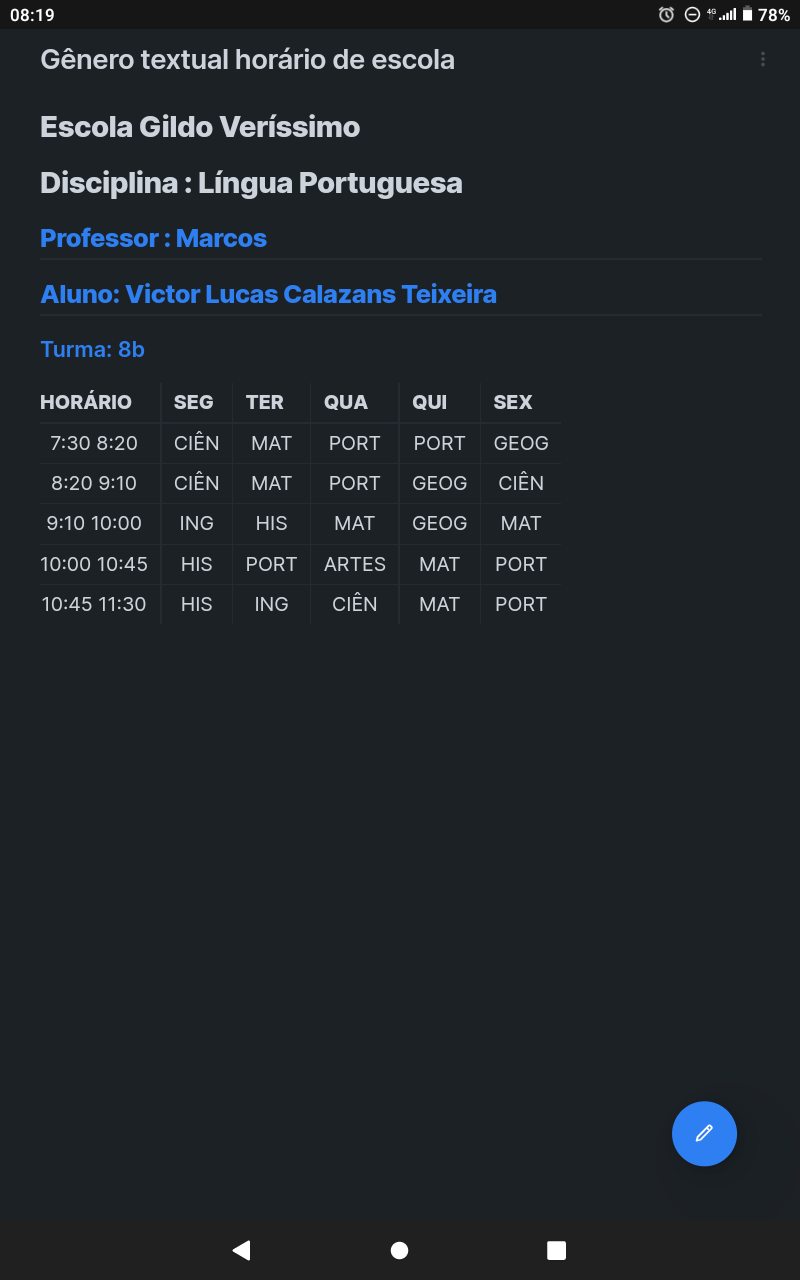 08:19 4G 78%
Gênero textual horário de escola
Escola Gildo Veríssimo
Disciplina : Língua Portuguesa
Professor : Marcos
Aluno: Victor Lucas Calazans Teixeira
Turma: 8b
HORÁRIO SEG TER QUA QUI SEX
7:30 8:20 CIÊN MAT PORT PORT GEOG
8:20 9:10 CIÊN MAT PORT GEOG CIÊN
9:10 10:00 ING HIS MAT GEOG MAT
10:00 10:45 HIS PORT ARTES MAT PORT
10:45 11:30 HIS ING CIÊN MAT PORT